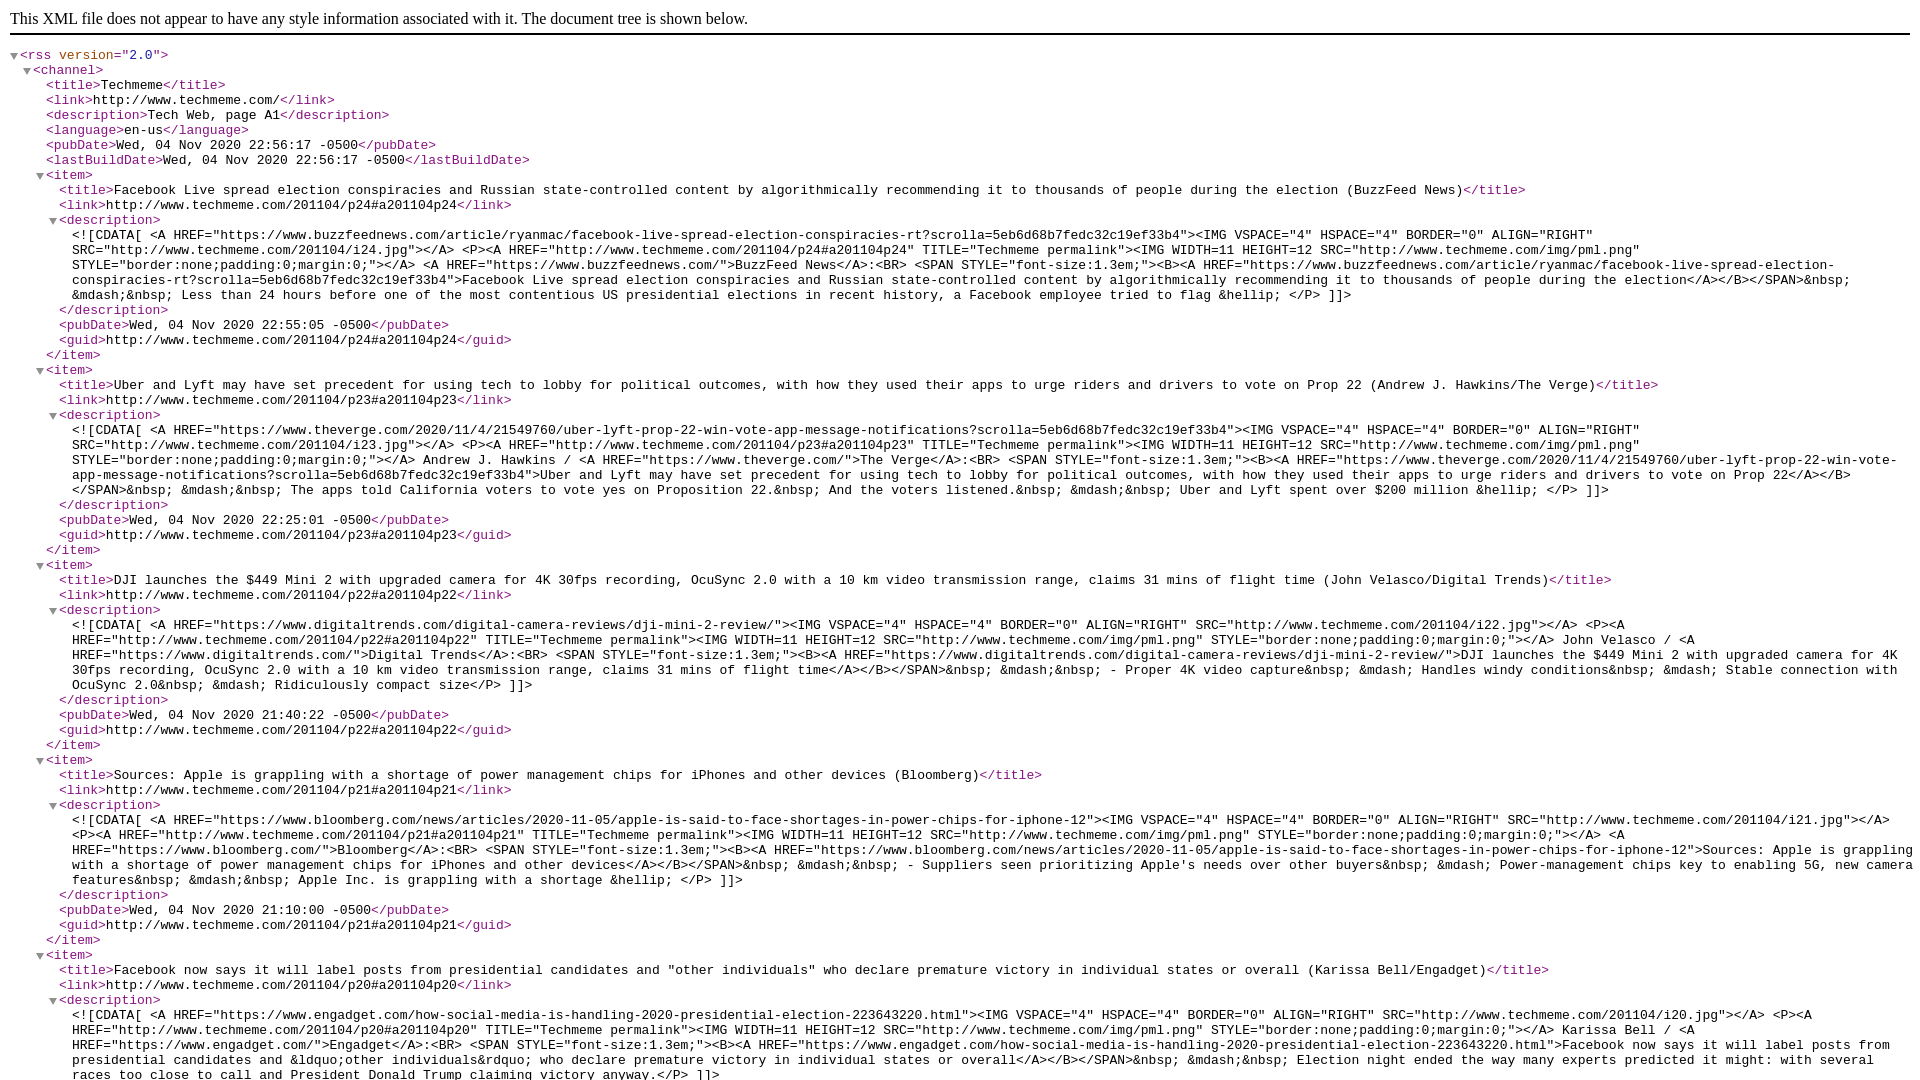 This XML file does not appear to have any style information associated with it. The document tree is shown below.
<rss version="2.0">
<channel>
<title>Techmeme</title>
<link>http://www.techmeme.com/</link>
<description>Tech Web, page A1</description>
<language>en-us</language>
<pubDate>Wed, 04 Nov 2020 22:56:17 -0500</pubDate>
<lastBuildDate>Wed, 04 Nov 2020 22:56:17 -0500</lastBuildDate>
<item>
<title>Facebook Live spread election conspiracies and Russian state-controlled content by algorithmically recommending it to thousands of people during the election (BuzzFeed News)</title>
<link>http://www.techmeme.com/201104/p24#a201104p24</link>
<description>
<![CDATA[ <A HREF="https://www.buzzfeednews.com/article/ryanmac/facebook-live-spread-election-conspiracies-rt?scrolla=5eb6d68b7fedc32c19ef33b4"><IMG VSPACE="4" HSPACE="4" BORDER="0" ALIGN="RIGHT"
SRC="http://www.techmeme.com/201104/i24.jpg"></A> <P><A HREF="http://www.techmeme.com/201104/p24#a201104p24" TITLE="Techmeme permalink"><IMG WIDTH=11 HEIGHT=12 SRC="http://www.techmeme.com/img/pml.png"
STYLE="border:none;padding:0;margin:0;"></A> <A HREF="https://www.buzzfeednews.com/">BuzzFeed News</A>:<BR> <SPAN STYLE="font-size:1.3em;"><B><A HREF="https://www.buzzfeednews.com/article/ryanmac/facebook-live-spread-election-
conspiracies-rt?scrolla=5eb6d68b7fedc32c19ef33b4">Facebook Live spread election conspiracies and Russian state-controlled content by algorithmically recommending it to thousands of people during the election</A></B></SPAN>&nbsp;
&mdash;&nbsp; Less than 24 hours before one of the most contentious US presidential elections in recent history, a Facebook employee tried to flag &hellip; </P> ]]>
</description>
<pubDate>Wed, 04 Nov 2020 22:55:05 -0500</pubDate>
<guid>http://www.techmeme.com/201104/p24#a201104p24</guid>
</item>
<item>
<title>Uber and Lyft may have set precedent for using tech to lobby for political outcomes, with how they used their apps to urge riders and drivers to vote on Prop 22 (Andrew J. Hawkins/The Verge)</title>
<link>http://www.techmeme.com/201104/p23#a201104p23</link>
<description>
<![CDATA[ <A HREF="https://www.theverge.com/2020/11/4/21549760/uber-lyft-prop-22-win-vote-app-message-notifications?scrolla=5eb6d68b7fedc32c19ef33b4"><IMG VSPACE="4" HSPACE="4" BORDER="0" ALIGN="RIGHT"
SRC="http://www.techmeme.com/201104/i23.jpg"></A> <P><A HREF="http://www.techmeme.com/201104/p23#a201104p23" TITLE="Techmeme permalink"><IMG WIDTH=11 HEIGHT=12 SRC="http://www.techmeme.com/img/pml.png"
STYLE="border:none;padding:0;margin:0;"></A> Andrew J. Hawkins / <A HREF="https://www.theverge.com/">The Verge</A>:<BR> <SPAN STYLE="font-size:1.3em;"><B><A HREF="https://www.theverge.com/2020/11/4/21549760/uber-lyft-prop-22-win-vote-
app-message-notifications?scrolla=5eb6d68b7fedc32c19ef33b4">Uber and Lyft may have set precedent for using tech to lobby for political outcomes, with how they used their apps to urge riders and drivers to vote on Prop 22</A></B>
</SPAN>&nbsp; &mdash;&nbsp; The apps told California voters to vote yes on Proposition 22.&nbsp; And the voters listened.&nbsp; &mdash;&nbsp; Uber and Lyft spent over $200 million &hellip; </P> ]]>
</description>
<pubDate>Wed, 04 Nov 2020 22:25:01 -0500</pubDate>
<guid>http://www.techmeme.com/201104/p23#a201104p23</guid>
</item>
<item>
<title>DJI launches the $449 Mini 2 with upgraded camera for 4K 30fps recording, OcuSync 2.0 with a 10 km video transmission range, claims 31 mins of flight time (John Velasco/Digital Trends)</title>
<link>http://www.techmeme.com/201104/p22#a201104p22</link>
<description>
<![CDATA[ <A HREF="https://www.digitaltrends.com/digital-camera-reviews/dji-mini-2-review/"><IMG VSPACE="4" HSPACE="4" BORDER="0" ALIGN="RIGHT" SRC="http://www.techmeme.com/201104/i22.jpg"></A> <P><A
HREF="http://www.techmeme.com/201104/p22#a201104p22" TITLE="Techmeme permalink"><IMG WIDTH=11 HEIGHT=12 SRC="http://www.techmeme.com/img/pml.png" STYLE="border:none;padding:0;margin:0;"></A> John Velasco / <A
HREF="https://www.digitaltrends.com/">Digital Trends</A>:<BR> <SPAN STYLE="font-size:1.3em;"><B><A HREF="https://www.digitaltrends.com/digital-camera-reviews/dji-mini-2-review/">DJI launches the $449 Mini 2 with upgraded camera for 4K
30fps recording, OcuSync 2.0 with a 10 km video transmission range, claims 31 mins of flight time</A></B></SPAN>&nbsp; &mdash;&nbsp; - Proper 4K video capture&nbsp; &mdash; Handles windy conditions&nbsp; &mdash; Stable connection with
OcuSync 2.0&nbsp; &mdash; Ridiculously compact size</P> ]]>
</description>
<pubDate>Wed, 04 Nov 2020 21:40:22 -0500</pubDate>
<guid>http://www.techmeme.com/201104/p22#a201104p22</guid>
</item>
<item>
<title>Sources: Apple is grappling with a shortage of power management chips for iPhones and other devices (Bloomberg)</title>
<link>http://www.techmeme.com/201104/p21#a201104p21</link>
<description>
<![CDATA[ <A HREF="https://www.bloomberg.com/news/articles/2020-11-05/apple-is-said-to-face-shortages-in-power-chips-for-iphone-12"><IMG VSPACE="4" HSPACE="4" BORDER="0" ALIGN="RIGHT" SRC="http://www.techmeme.com/201104/i21.jpg"></A>
<P><A HREF="http://www.techmeme.com/201104/p21#a201104p21" TITLE="Techmeme permalink"><IMG WIDTH=11 HEIGHT=12 SRC="http://www.techmeme.com/img/pml.png" STYLE="border:none;padding:0;margin:0;"></A> <A
HREF="https://www.bloomberg.com/">Bloomberg</A>:<BR> <SPAN STYLE="font-size:1.3em;"><B><A HREF="https://www.bloomberg.com/news/articles/2020-11-05/apple-is-said-to-face-shortages-in-power-chips-for-iphone-12">Sources: Apple is grappling
with a shortage of power management chips for iPhones and other devices</A></B></SPAN>&nbsp; &mdash;&nbsp; - Suppliers seen prioritizing Apple's needs over other buyers&nbsp; &mdash; Power-management chips key to enabling 5G, new camera
features&nbsp; &mdash;&nbsp; Apple Inc. is grappling with a shortage &hellip; </P> ]]>
</description>
<pubDate>Wed, 04 Nov 2020 21:10:00 -0500</pubDate>
<guid>http://www.techmeme.com/201104/p21#a201104p21</guid>
</item>
<item>
<title>Facebook now says it will label posts from presidential candidates and "other individuals" who declare premature victory in individual states or overall (Karissa Bell/Engadget)</title>
<link>http://www.techmeme.com/201104/p20#a201104p20</link>
<description>
<![CDATA[ <A HREF="https://www.engadget.com/how-social-media-is-handling-2020-presidential-election-223643220.html"><IMG VSPACE="4" HSPACE="4" BORDER="0" ALIGN="RIGHT" SRC="http://www.techmeme.com/201104/i20.jpg"></A> <P><A
HREF="http://www.techmeme.com/201104/p20#a201104p20" TITLE="Techmeme permalink"><IMG WIDTH=11 HEIGHT=12 SRC="http://www.techmeme.com/img/pml.png" STYLE="border:none;padding:0;margin:0;"></A> Karissa Bell / <A
HREF="https://www.engadget.com/">Engadget</A>:<BR> <SPAN STYLE="font-size:1.3em;"><B><A HREF="https://www.engadget.com/how-social-media-is-handling-2020-presidential-election-223643220.html">Facebook now says it will label posts from
presidential candidates and &ldquo;other individuals&rdquo; who declare premature victory in individual states or overall</A></B></SPAN>&nbsp; &mdash;&nbsp; Election night ended the way many experts predicted it might: with several
races too close to call and President Donald Trump claiming victory anyway.</P> ]]>